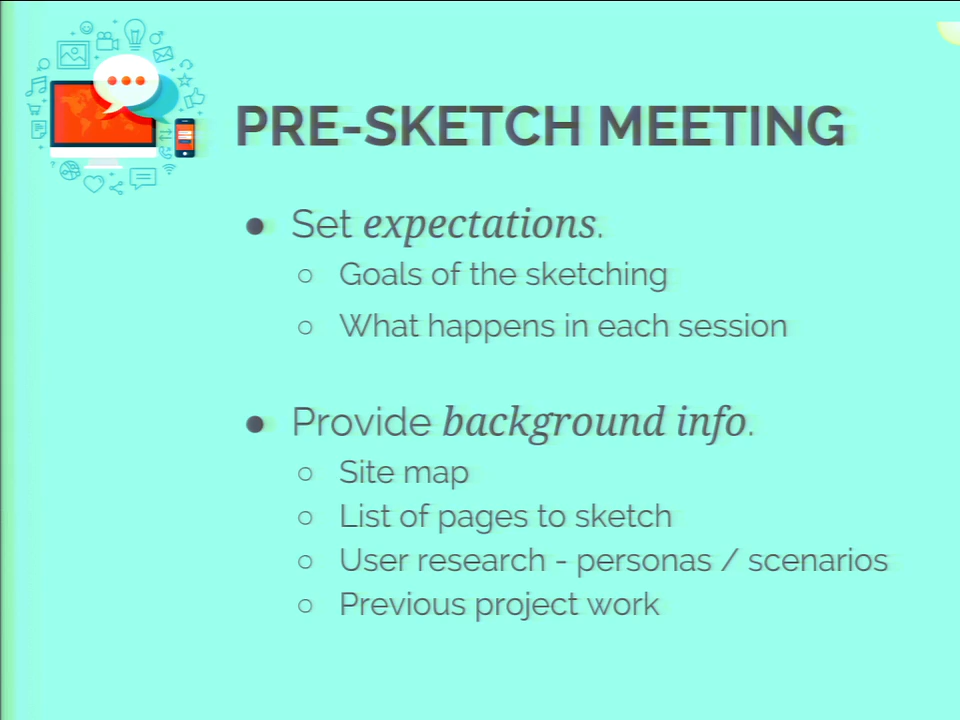 PRE-SKETCH MEETING
● Set expectations.
○ Goals of the sketching
○ What happens in each session
● Provide background info.
○ Site map
○ List of pages to sketch
○ User research - personas / scenarios
○ Previous project work